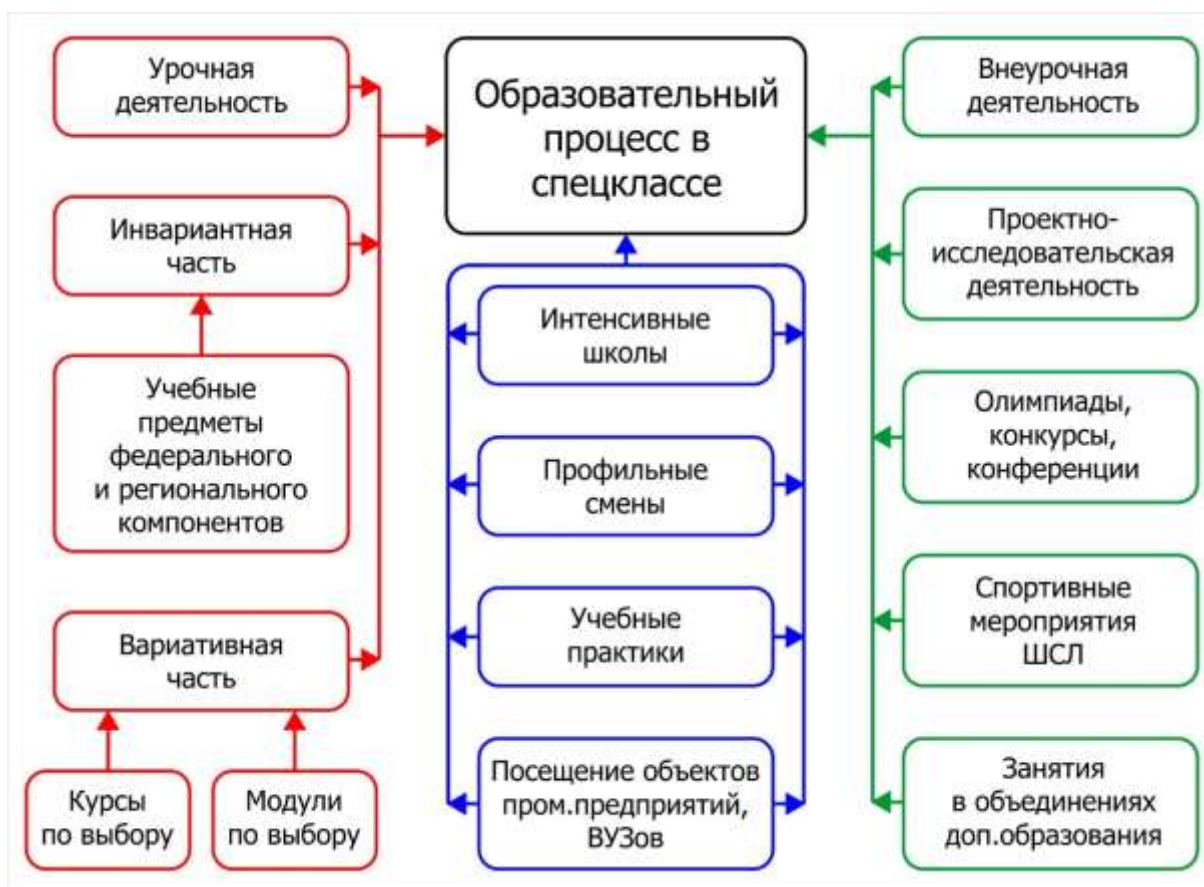 Урочная
деятельность
Инвариантная
часть
Учебные
предметы
федерального
и регионального
компонентов
Вариативная
часть
Курсы
по выбору
Модули
по выбору
Образовательный
процесс в
спецклассе
Интенсивные
школы
Профильные
смены
Учебные
практики
Посещение объектов
пром.предприятий,
ВУЗов
Внеурочная
деятельность
Проектно-
исследовательская
деятельность
Олимпиады,
конкурсы,
конференции
Спортивные
мероприятия
ШСЛ
Занятия
в объединениях
доп.образования